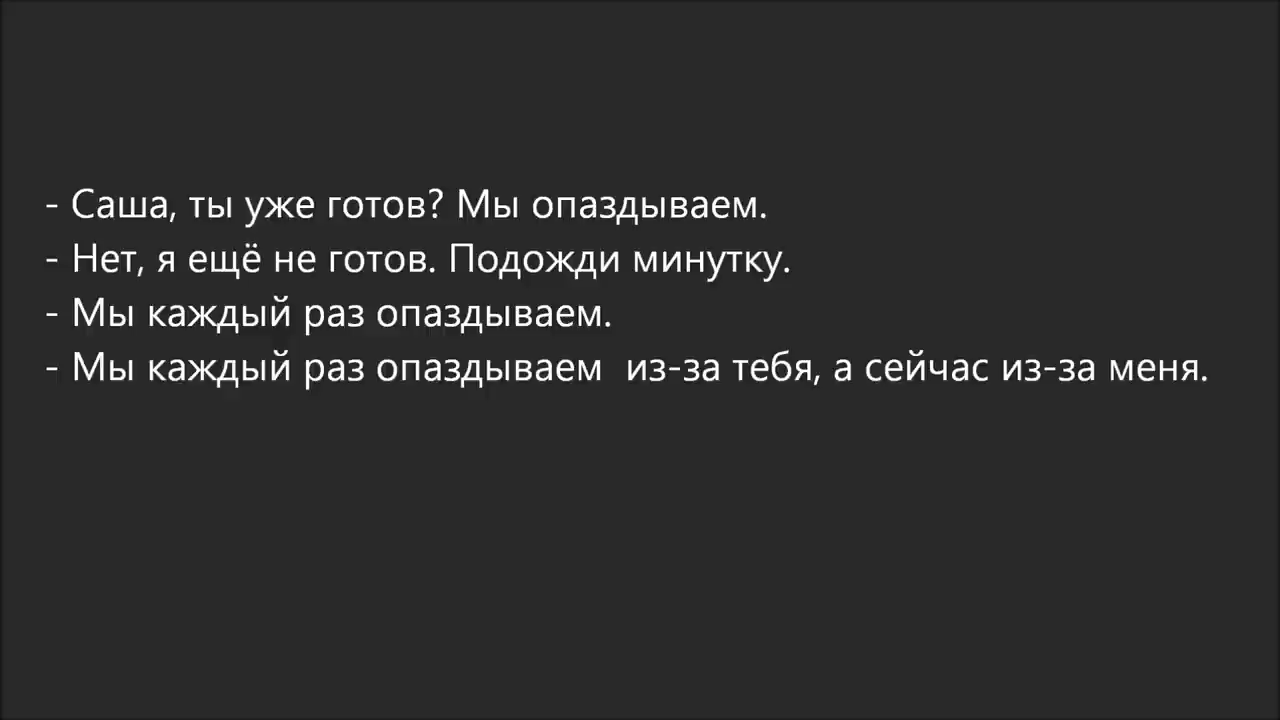 - Саша, ты уже готов? Мы опаздываем.
- Нет, я ещё не готов. Подожди минутку.
- Мы каждый раз опаздываем.
- Мы каждый раз опаздываем  из-за тебя, а сейчас из-за меня.